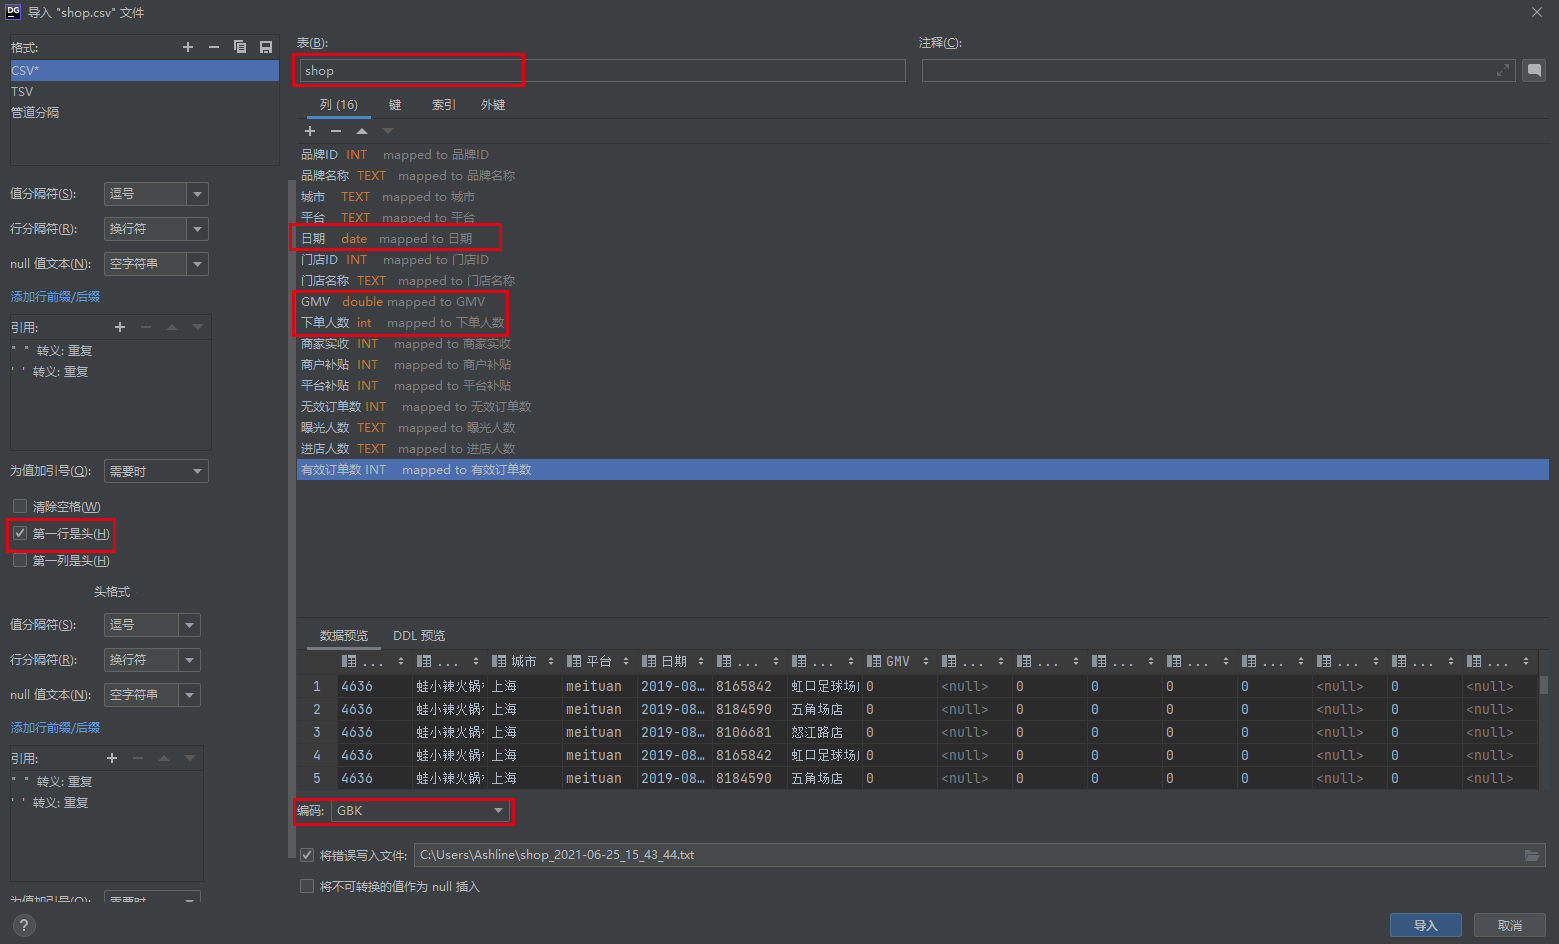 DG 导入 "shop.csv" 文件
格式:
CSV*
TSV
管道分隔
值分隔符(S): 逗号
行分隔符(R): 换行符
null 值文本(N): 空字符串
添加行前缀/后缀
引用:
" " 转义: 重复
' ' 转义: 重复
为值加引号(Q): 需要时
清除空格(W)
第一行是头(H)
第一列是头(H)
头格式
值分隔符(S): 逗号
行分隔符(R): 换行符
null 值文本(N): 空字符串
添加行前缀/后缀
引用:
" " 转义: 重复
' ' 转义: 重复
为值加引号(Q): 需要时
表(B): 注释(C):
shop
列 (16) 键 索引 外键
品牌ID INT mapped to 品牌ID
品牌名称 TEXT mapped to 品牌名称
城市 TEXT mapped to 城市
平台 TEXT mapped to 平台
日期 date mapped to 日期
门店ID INT mapped to 门店ID
门店名称 TEXT mapped to 门店名称
GMV double mapped to GMV
下单人数 int mapped to 下单人数
商家实收 INT mapped to 商家实收
商户补贴 INT mapped to 商户补贴
平台补贴 INT mapped to 平台补贴
无效订单数 INT mapped to 无效订单数
曝光人数 TEXT mapped to 曝光人数
进店人数 TEXT mapped to 进店人数
有效订单数 INT mapped to 有效订单数
数据预览 DDL 预览
... ... 城市 平台 日期 ... ... GMV ... ... ... ... ... ... ... ...
1 4636 蛙小辣火锅 上海 meituan 2019-08… 8165842 虹口足球场 0 <null> 0 0 0 0 <null> 0 <null>
2 4636 蛙小辣火锅 上海 meituan 2019-08… 8184590 五角场店 0 <null> 0 0 0 0 <null> 0 <null>
3 4636 蛙小辣火锅 上海 meituan 2019-08… 8106681 怒江路店 0 <null> 0 0 0 0 <null> 0 <null>
4 4636 蛙小辣火锅 上海 meituan 2019-08… 8165842 虹口足球场 0 <null> 0 0 0 0 <null> 0 <null>
5 4636 蛙小辣火锅 上海 meituan 2019-08… 8184590 五角场店 0 <null> 0 0 0 0 <null> 0 <null>
编码: GBK
将错误写入文件: C:\Users\Ashline\shop_2021-06-25_15_43_44.txt
将不可转换的值作为 null 插入
? 导入 取消